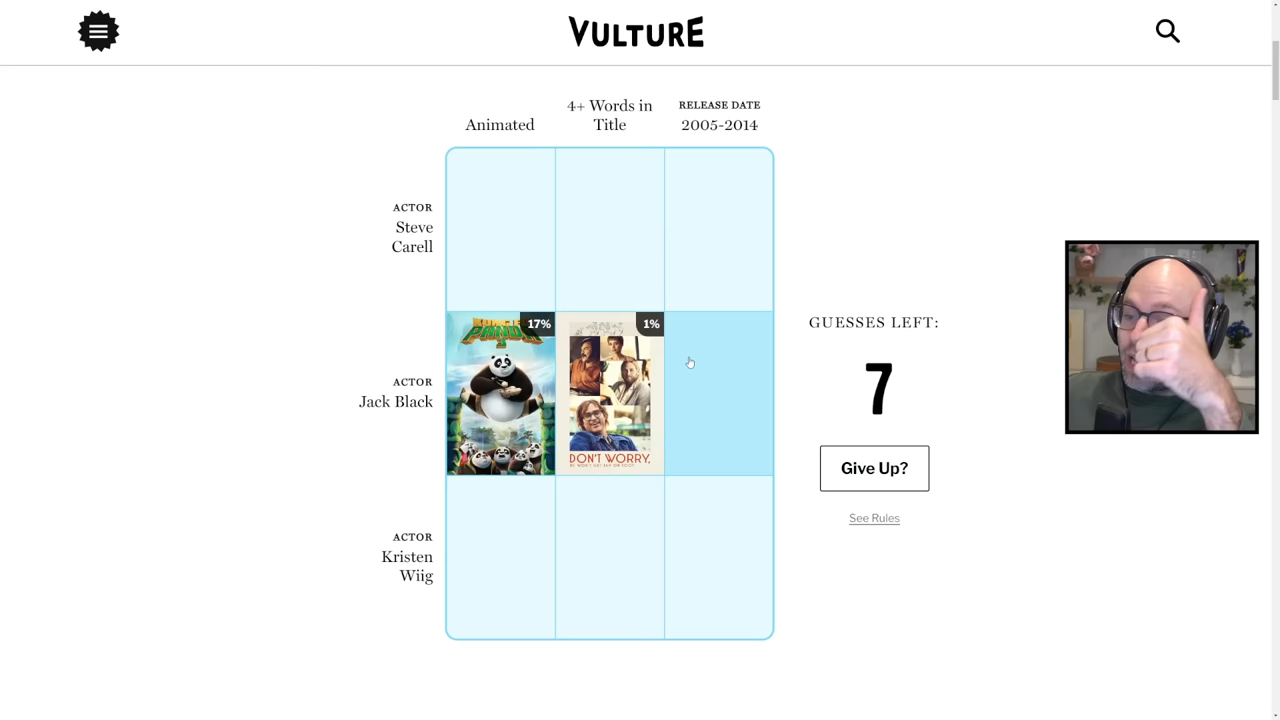 VULTURE
Animated
4+ Words in
Title
RELEASE DATE
2005-2014
ACTOR
Steve
Carell
17%
1%
DON'T WORRY,
GUESSES LEFT:
7
ACTOR
Jack Black
Give Up?
See Rules
ACTOR
Kristen
Wiig